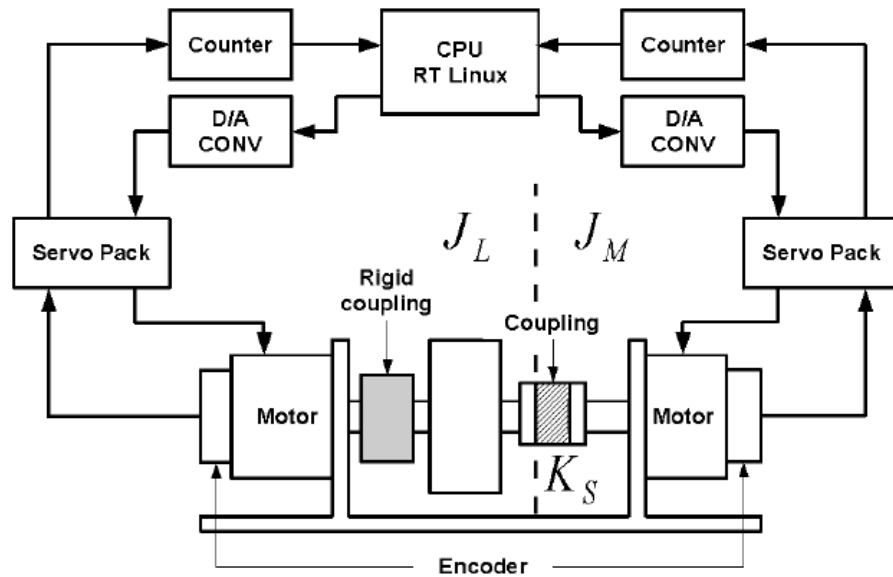 Counter
CPU
RT Linux
Counter
D/A
CONV
D/A
CONV
Servo Pack
Servo Pack
J_L
J_M
Rigid
coupling
Coupling
Motor
Motor
K_S
Encoder